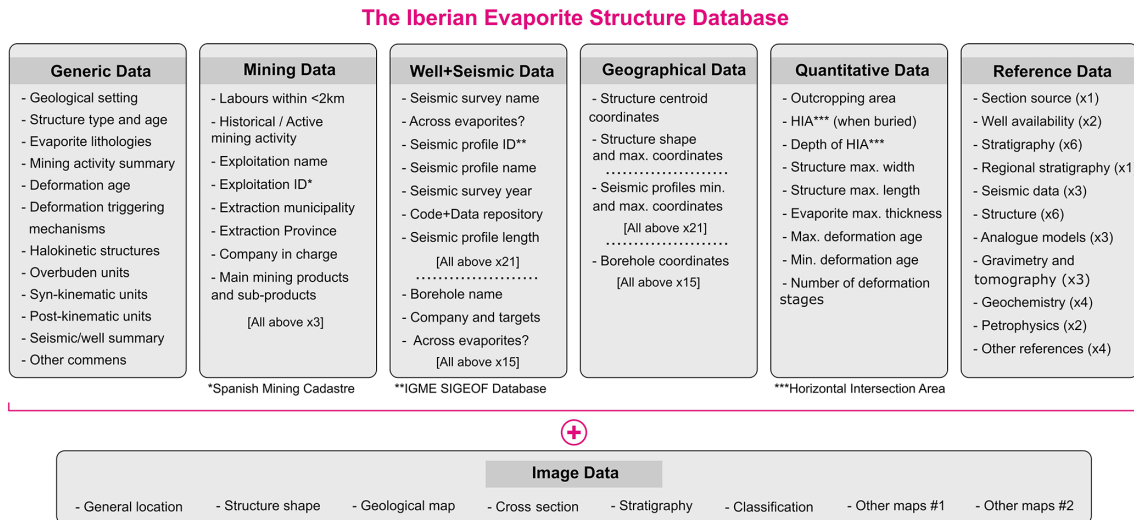 The Iberian Evaporite Structure Database
Generic Data
- Geological setting
- Structure type and age
- Evaporite lithologies
- Mining activity summary
- Deformation age
- Deformation triggering
mechanisms
- Halokinetic structures
- Overbuden units
- Syn-kinematic units
- Post-kinematic units
- Seismic/well summary
- Other commens
Mining Data
- Labours within <2km
- Historical / Active
mining activity
- Exploitation name
- Exploitation ID*
- Extraction municipality
- Extraction Province
- Company in charge
- Main mining products
and sub-products
[All above x3]
*Spanish Mining Cadastre
Well+Seismic Data
- Seismic survey name
- Across evaporites?
- Seismic profile ID**
- Seismic profile name
- Seismic survey year
- Code+Data repository
- Seismic profile length
[All above x21]
- Borehole name
- Company and targets
- Across evaporites?
[All above x15]
**IGME SIGEOF Database
Geographical Data
- Structure centroid
coordinates
- Structure shape
and max. coordinates
- Seismic profiles min.
and max. coordinates
[All above x21]
- Borehole coordinates
[All above x15]
Quantitative Data
- Outcropping area
- HIA*** (when buried)
- Depth of HIA***
- Structure max. width
- Structure max. length
- Evaporite max. thickness
- Max. deformation age
- Min. deformation age
- Number of deformation
stages
***Horizontal Intersection Area
Reference Data
- Section source (x1)
- Well availability (x2)
- Stratigraphy (x6)
- Regional stratigraphy (x1
- Seismic data (x3)
- Structure (x6)
- Analogue models (x3)
- Gravimetry and
tomography (x3)
- Geochemistry (x4)
- Petrophysics (x2)
- Other references (x4)
+
Image Data
- General location
- Structure shape
- Geological map
- Cross section
- Stratigraphy
- Classification
- Other maps #1
- Other maps #2